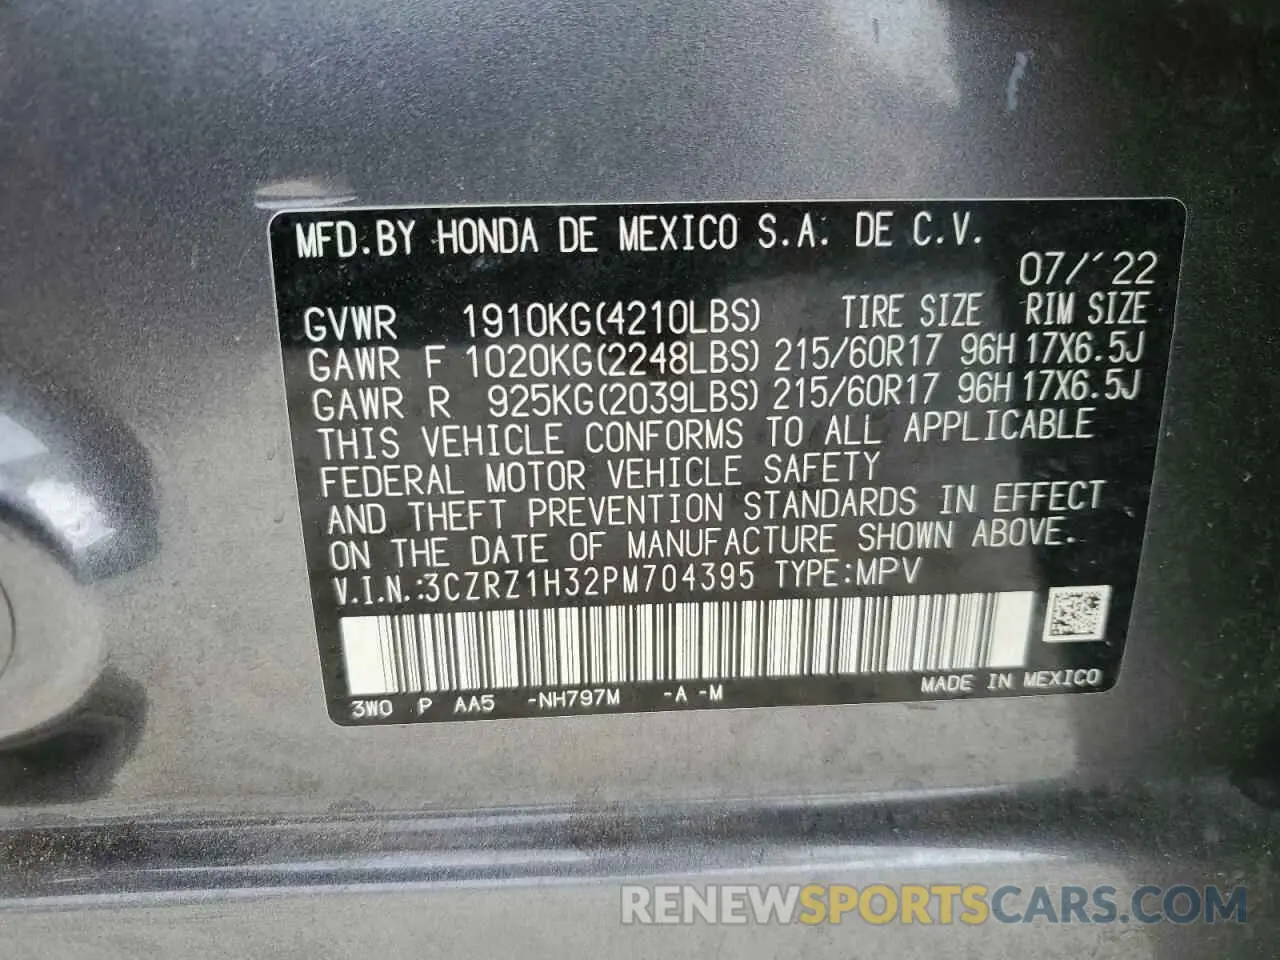 MFD.BY HONDA DE MEXICO S.A. DE C.V.
07/´22
GVWR 1910KG(4210LBS) TIRE SIZE RIM SIZE
GAWR F 1020KG(2248LBS) 215/60R17 96H 17X6.5J
GAWR R 925KG(2039LBS) 215/60R17 96H 17X6.5J
THIS VEHICLE CONFORMS TO ALL APPLICABLE
FEDERAL MOTOR VEHICLE SAFETY
AND THEFT PREVENTION STANDARDS IN EFFECT
ON THE DATE OF MANUFACTURE SHOWN ABOVE.
V.I.N.:3CZRZ1H32PM704395 TYPE:MPV
3W0 P AA5 -NH797M -A -M MADE IN MEXICO
RENEWSPORTSCARS.COM